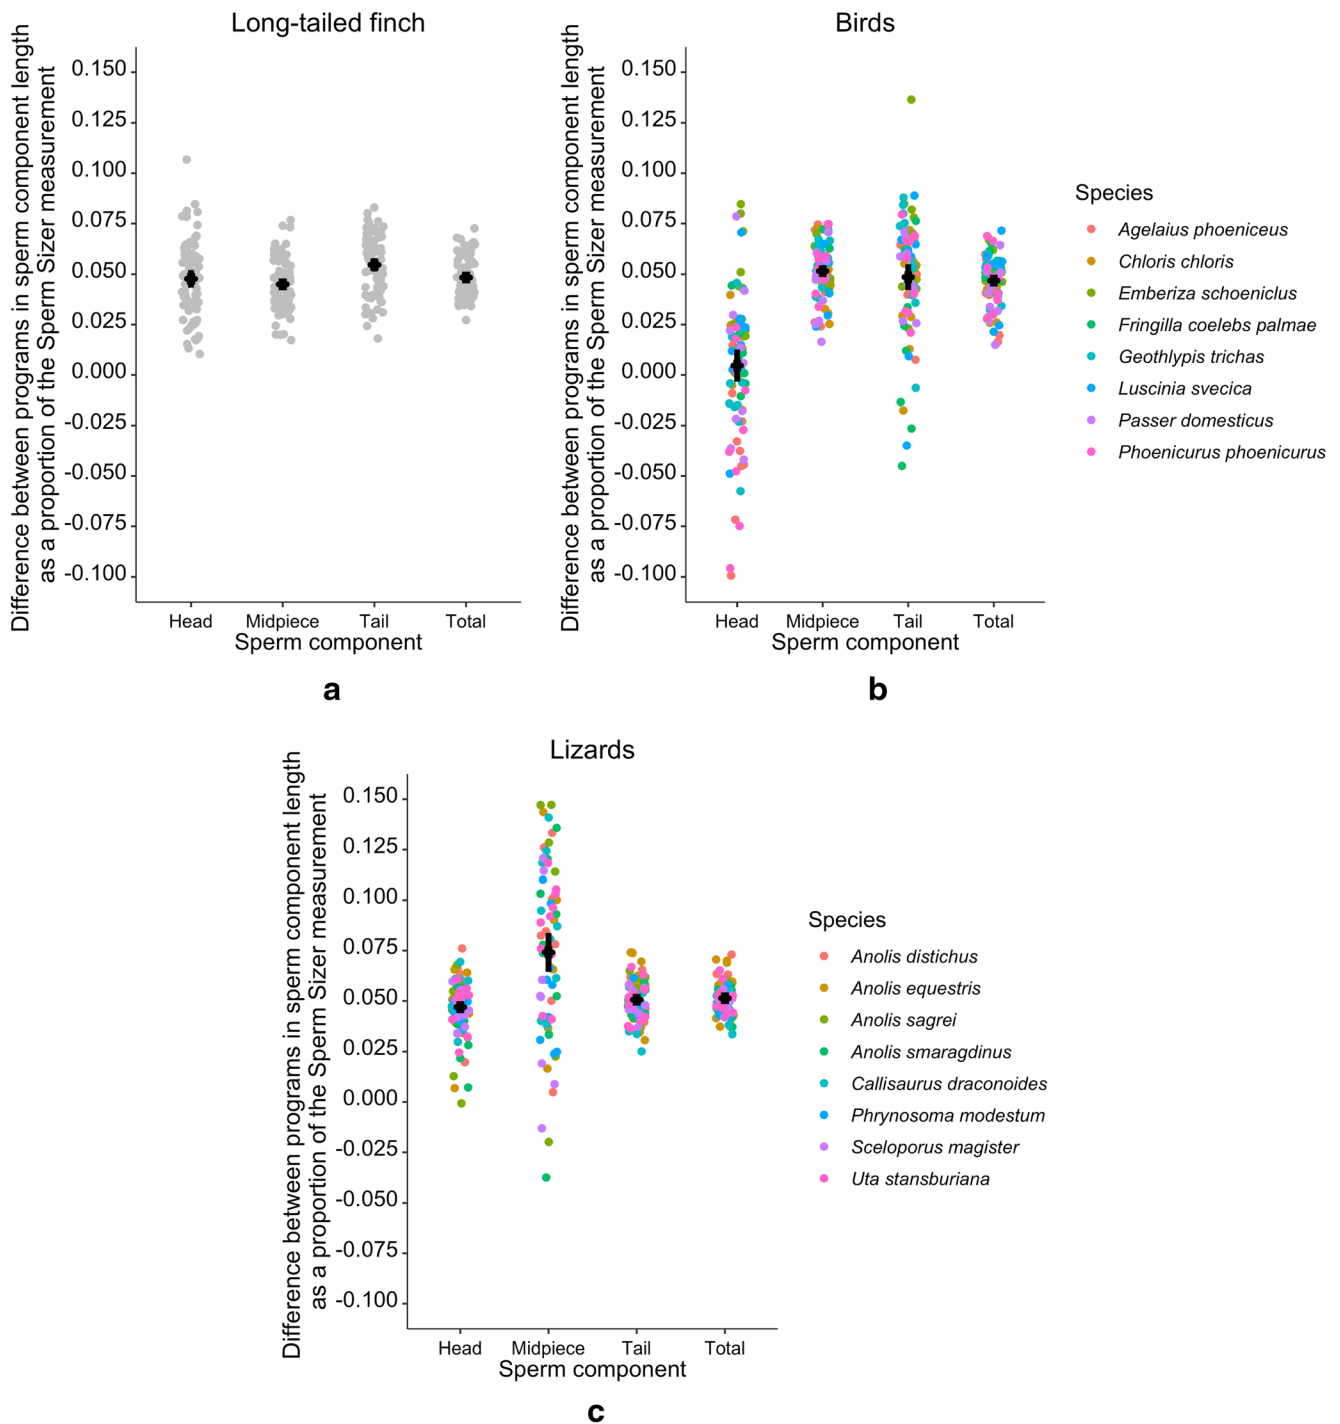 Long-tailed finch
Difference between programs in sperm component length
as a proportion of the Sperm Sizer measurement
0.150
0.125
0.100
0.075
0.050
0.025
0.000
-0.025
-0.050
-0.075
-0.100
Head Midpiece Tail Total
Sperm component
a
Birds
Difference between programs in sperm component length
as a proportion of the Sperm Sizer measurement
0.150
0.125
0.100
0.075
0.050
0.025
0.000
-0.025
-0.050
-0.075
-0.100
Head Midpiece Tail Total
Sperm component
Species
Agelaius phoeniceus
Chloris chloris
Emberiza schoeniclus
Fringilla coelebs palmae
Geothlypis trichas
Luscinia svecica
Passer domesticus
Phoenicurus phoenicurus
b
Lizards
Difference between programs in sperm component length
as a proportion of the Sperm Sizer measurement
0.150
0.125
0.100
0.075
0.050
0.025
0.000
-0.025
-0.050
-0.075
-0.100
Head Midpiece Tail Total
Sperm component
Species
Anolis distichus
Anolis equestris
Anolis sagrei
Anolis smaragdinus
Callisaurus draconoides
Phrynosoma modestum
Sceloporus magister
Uta stansburiana
c